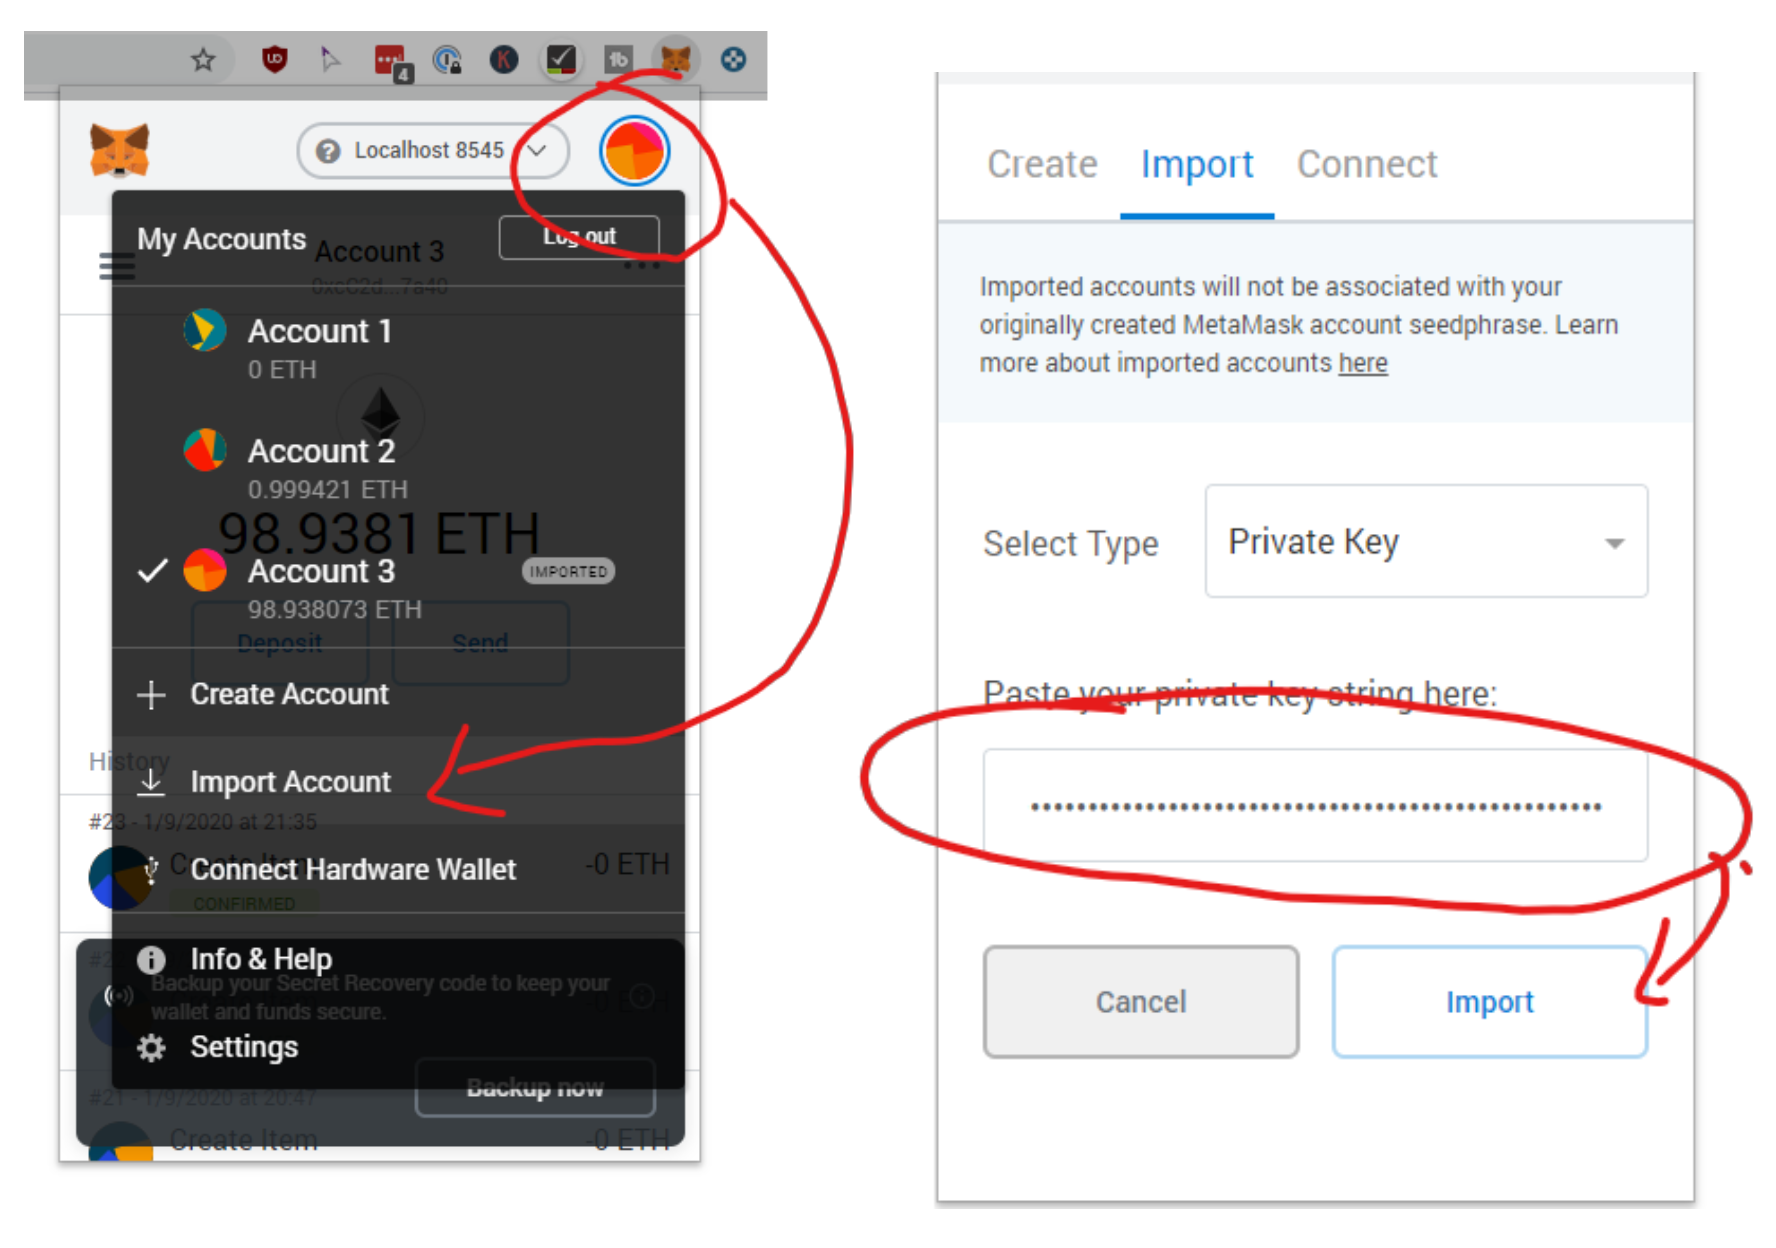 4
Localhost 8545
My Accounts
Log out
Account 3
0xcC2d...7a40
Account 1
0 ETH
Account 2
0.999421 ETH
98.9381 ETH
Account 3
IMPORTED
98.938073 ETH
Deposit
Send
Create Account
History
Import Account
#23 - 1/9/2020 at 21:35
Create Item
-0 ETH
Connect Hardware Wallet
CONFIRMED
Info & Help
Backup your Secret Recovery code to keep your
wallet and funds secure.
Settings
Backup now
#21 - 1/9/2020 at 20:47
Create Item
-0 ETH
Create Import Connect
Imported accounts will not be associated with your
originally created MetaMask account seedphrase. Learn
more about imported accounts here
Select Type
Private Key
Paste your private key string here:
Cancel
Import